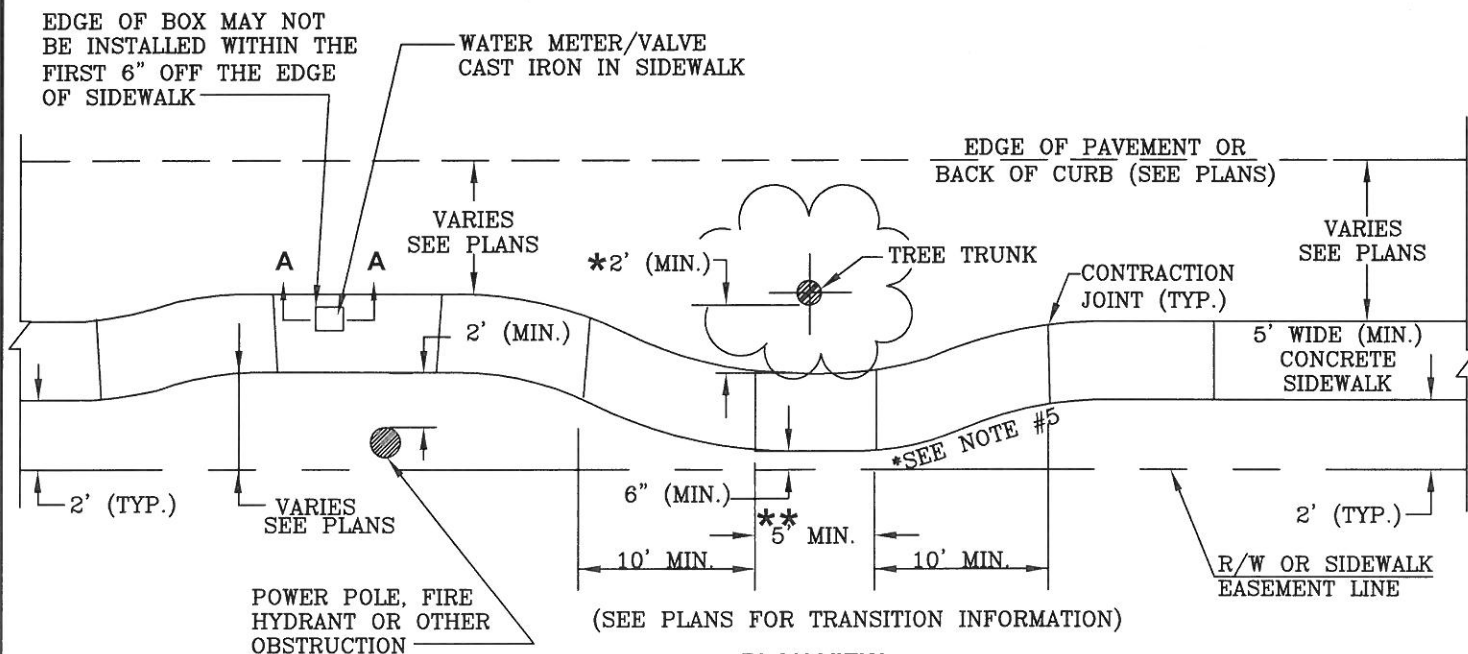 EDGE OF BOX MAY NOT
BE INSTALLED WITHIN THE
FIRST 6" OFF THE EDGE
OF SIDEWALK
WATER METER/VALVE
CAST IRON IN SIDEWALK
EDGE OF PAVEMENT OR
BACK OF CURB (SEE PLANS)
VARIES
SEE PLANS
VARIES
SEE PLANS
A A
*2' (MIN.)
TREE TRUNK
CONTRACTION
JOINT (TYP.)
2' (MIN.)
5' WIDE (MIN.)
CONCRETE
SIDEWALK
*SEE NOTE #5
2' (TYP.)
VARIES
SEE PLANS
6" (MIN.)
**
5' MIN.
2' (TYP.)
10' MIN.
10' MIN.
R/W OR SIDEWALK
EASEMENT LINE
POWER POLE, FIRE
HYDRANT OR OTHER
OBSTRUCTION
(SEE PLANS FOR TRANSITION INFORMATION)